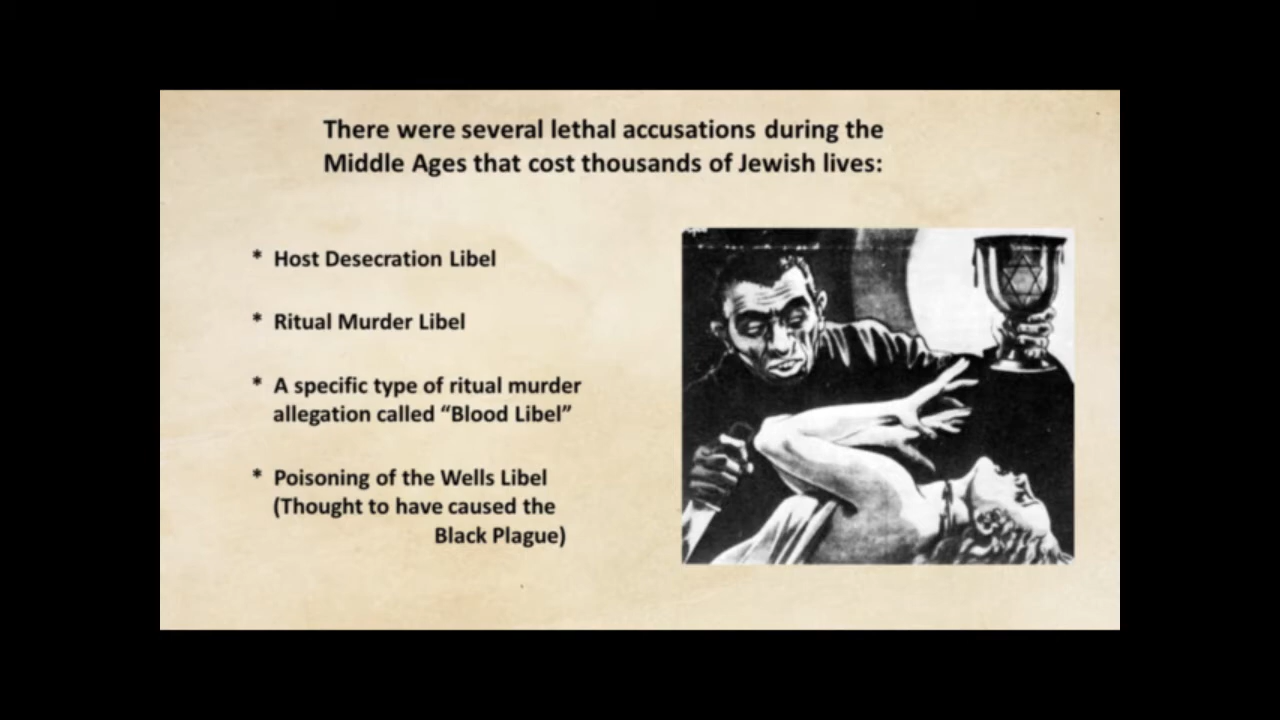 There were several lethal accusations during the
Middle Ages that cost thousands of Jewish lives:
* Host Desecration Libel
* Ritual Murder Libel
* A specific type of ritual murder
allegation called “Blood Libel”
* Poisoning of the Wells Libel
(Thought to have caused the
Black Plague)